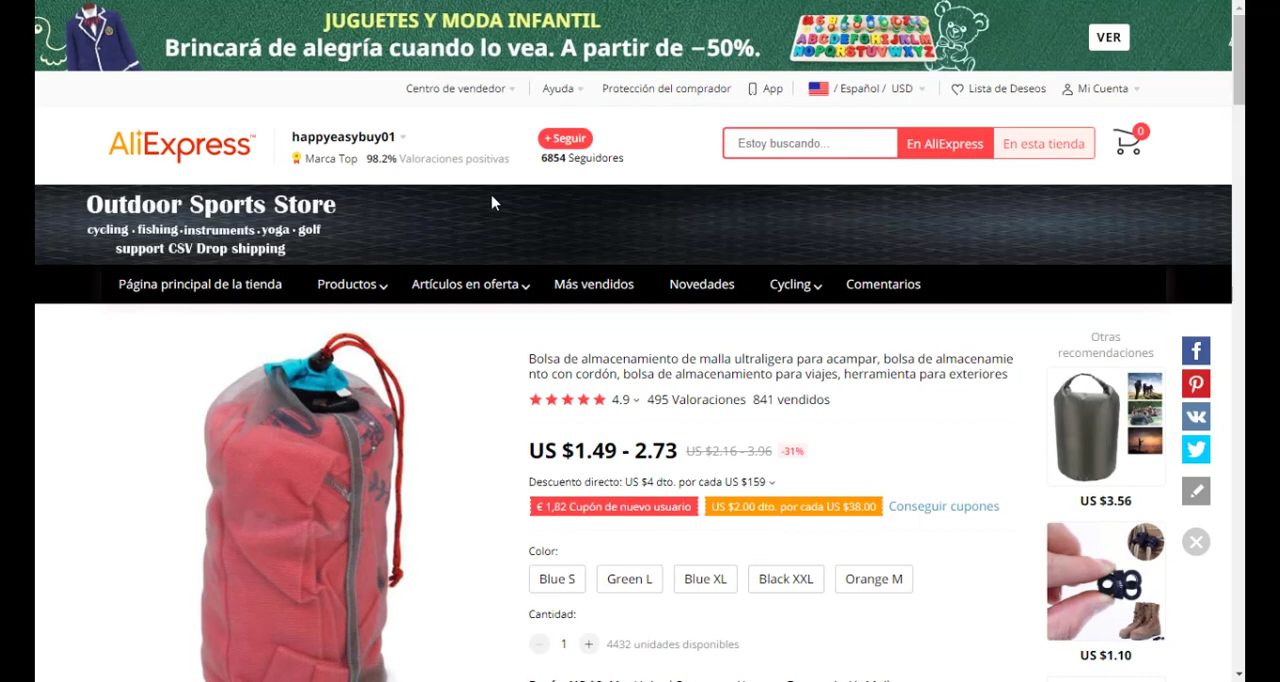 JUGUETES Y MODA INFANTIL
Brincará de alegría cuando lo vea. A partir de −50%.
VER
Centro de vendedor
Ayuda
Protección del comprador
App
/ Español / USD
Lista de Deseos
Mi Cuenta
AliExpress™
happyeasybuy01
Marca Top 98.2% Valoraciones positivas
+ Seguir
6854 Seguidores
Estoy buscando...
En AliExpress
En esta tienda
0
Outdoor Sports Store
cycling · fishing·instruments·yoga · golf
support CSV Drop shipping
Página principal de la tienda
Productos
Artículos en oferta
Más vendidos
Novedades
Cycling
Comentarios
Bolsa de almacenamiento de malla ultraligera para acampar, bolsa de almacenamie
nto con cordón, bolsa de almacenamiento para viajes, herramienta para exteriores
4.9 495 Valoraciones 841 vendidos
US $1.49 - 2.73 US $2.16 - 3.96 -31%
Descuento directo: US $4 dto. por cada US $159
€ 1,82 Cupón de nuevo usuario
US $2.00 dto. por cada US $38.00
Conseguir cupones
Color:
Blue S
Green L
Blue XL
Black XXL
Orange M
Cantidad:
1
4432 unidades disponibles
Otras
recomendaciones
US $3.56
US $1.10